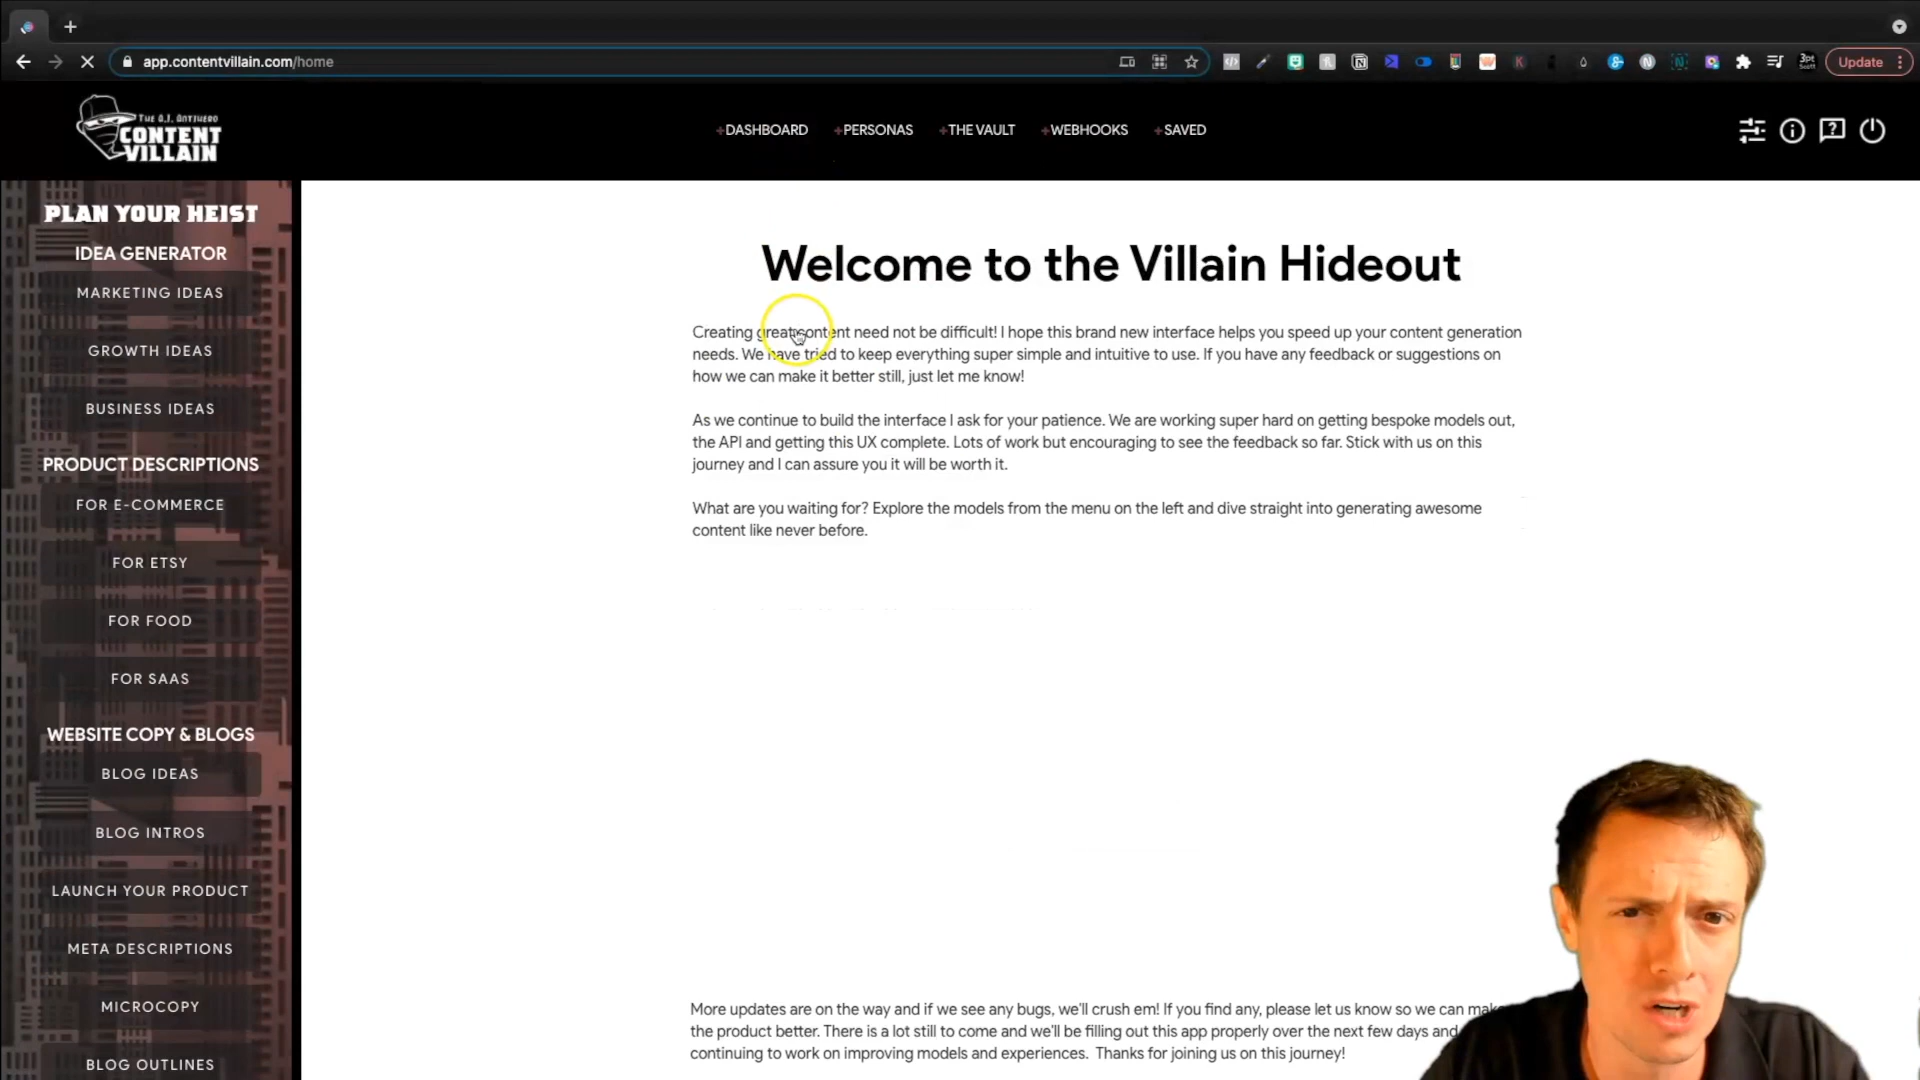 app.contentvillain.com/home
Update
THE A.I. ANTIHERO
CONTENT
VILLAIN
+DASHBOARD +PERSONAS +THE VAULT +WEBHOOKS +SAVED
PLAN YOUR HEIST
IDEA GENERATOR
MARKETING IDEAS
GROWTH IDEAS
BUSINESS IDEAS
PRODUCT DESCRIPTIONS
FOR E-COMMERCE
FOR ETSY
FOR FOOD
FOR SAAS
WEBSITE COPY & BLOGS
BLOG IDEAS
BLOG INTROS
LAUNCH YOUR PRODUCT
META DESCRIPTIONS
MICROCOPY
BLOG OUTLINES
Welcome to the Villain Hideout
Creating great content need not be difficult! I hope this brand new interface helps you speed up your content generation
needs. We have tried to keep everything super simple and intuitive to use. If you have any feedback or suggestions on
how we can make it better still, just let me know!
As we continue to build the interface I ask for your patience. We are working super hard on getting bespoke models out,
the API and getting this UX complete. Lots of work but encouraging to see the feedback so far. Stick with us on this
journey and I can assure you it will be worth it.
What are you waiting for? Explore the models from the menu on the left and dive straight into generating awesome
content like never before.
More updates are on the way and if we see any bugs, we'll crush em! If you find any, please let us know so we can make
the product better. There is a lot still to come and we'll be filling out this app properly over the next few days and
continuing to work on improving models and experiences. Thanks for joining us on this journey!